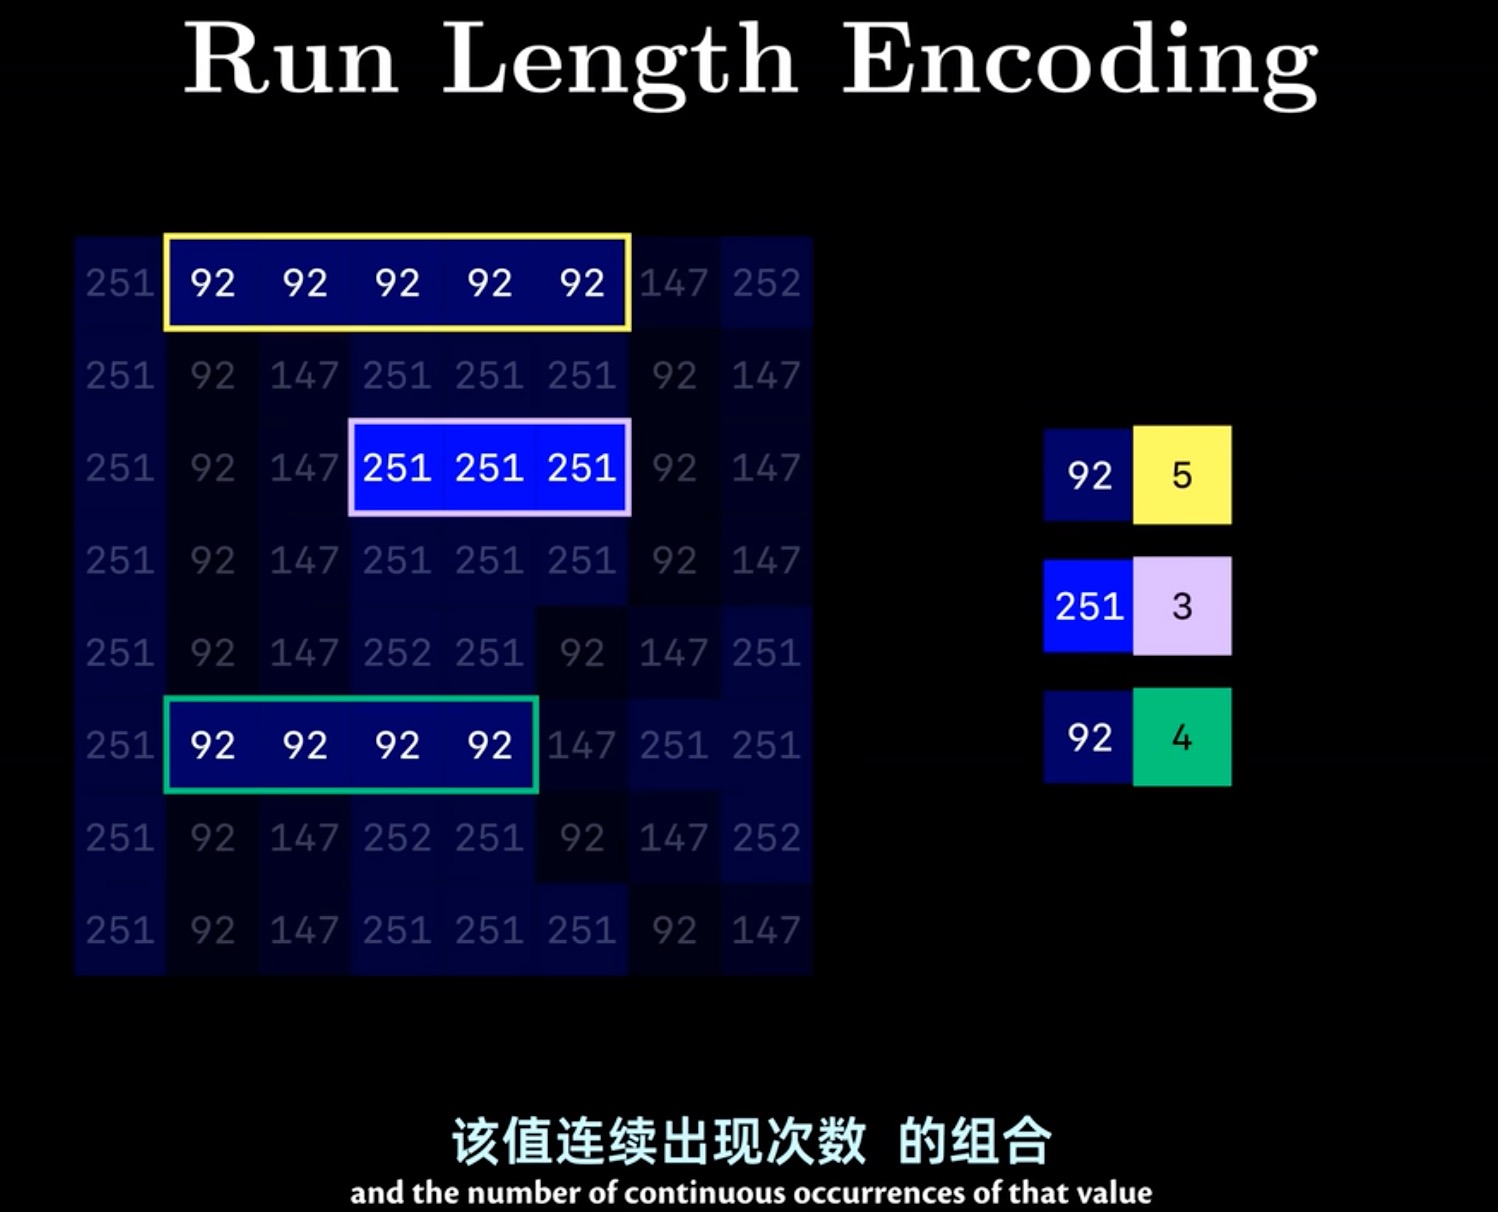 Run Length Encoding
251 92 92 92 92 92 147 252
251 92 147 251 251 251 92 147
251 92 147 251 251 251 92 147
251 92 147 251 251 251 92 147
251 92 147 252 251 92 147 251
251 92 92 92 92 147 251 251
251 92 147 252 251 92 147 252
251 92 147 251 251 251 92 147
92 5
251 3
92 4
该值连续出现次数 的组合
and the number of continuous occurrences of that value